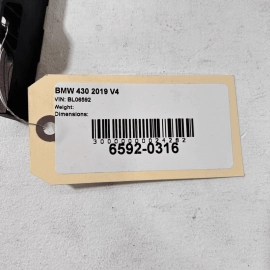 BMW 430 2019 V4
VIN: BL06592
Weight:
Dimensions:
6592-0316